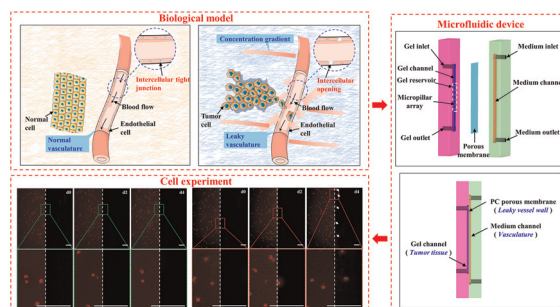 Biological model
Intercellular tight
junction
Blood flow
Endothelial cell
Normal
cell
Normal
vasculature
Concentration gradient
Intercellular
opening
Blood flow
Endothelial
cell
Tumor
cell
Leaky
vasculature
Microfluidic device
Gel inlet
Gel channel
Gel reservoir
Micropillar
array
Gel outlet
Porous
membrane
Medium inlet
Medium channel
Medium outlet
PC porous membrane
(Leaky vessel wall)
Medium channel
(Vasculature)
Gel channel
(Tumor tissue)
Cell experiment
d0
d2
d4
d0
d2
d4